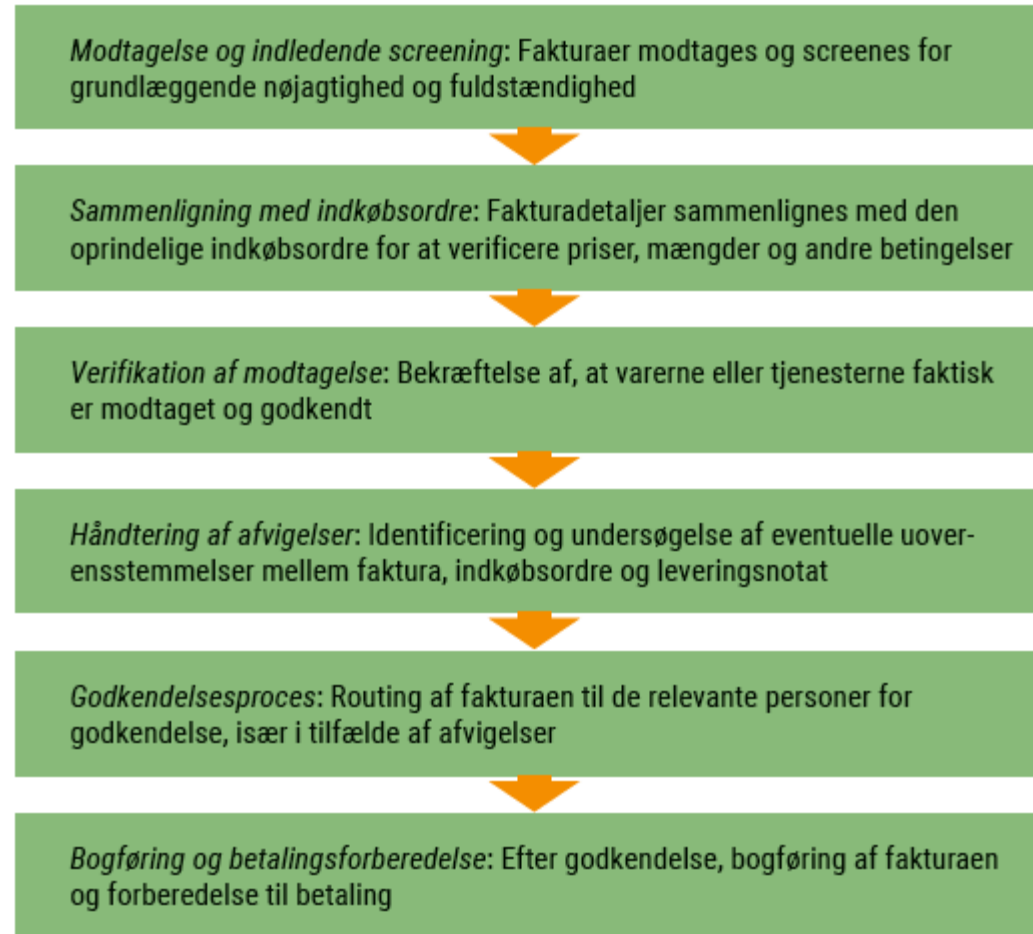 Modtagelse og indledende screening: Fakturaer modtages og screenes for
grundlæggende nøjagtighed og fuldstændighed
Sammenligning med indkøbsordre: Fakturadetaljer sammenlignes med den
oprindelige indkøbsordre for at verificere priser, mængder og andre betingelser
Verifikation af modtagelse: Bekræftelse af, at varerne eller tjenesterne faktisk
er modtaget og godkendt
Håndtering af afvigelser: Identificering og undersøgelse af eventuelle uover-
ensstemmelser mellem faktura, indkøbsordre og leveringsnotat
Godkendelsesproces: Routing af fakturaen til de relevante personer for
godkendelse, især i tilfælde af afvigelser
Bogføring og betalingsforberedelse: Efter godkendelse, bogføring af fakturaen
og forberedelse til betaling